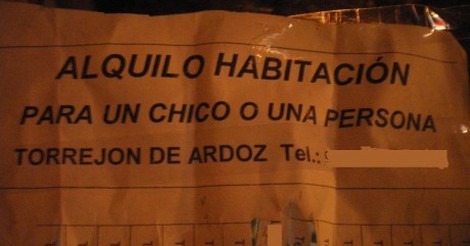 ALQUILO HABITACIÓN
PARA UN CHICO O UNA PERSONA
TORREJON DE ARDOZ Tel.: